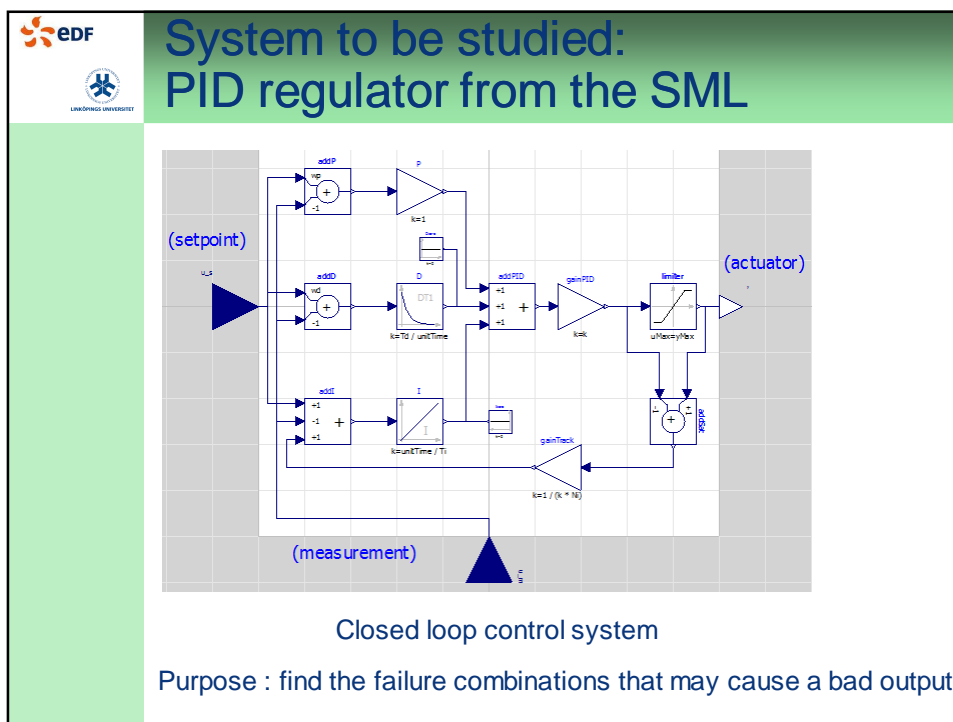 edf
LINKÖPINGS UNIVERSITET
System to be studied:
PID regulator from the SML
addP
P
wp
+
-1
k=1
(setpoint)
u_s
addD
D
wd
+
-1
DT1
k=Td / unitTime
addPID
+1
+1
+1
+
gainPID
k=k
limiter
uMax=yMax
(actuator)
addI
I
+1
-1
+1
+
I
k=unitTime / Ti
-1
+1
+
addSat
gainTrack
k=1 / (k * Ni)
(measurement)
Closed loop control system
Purpose : find the failure combinations that may cause a bad output